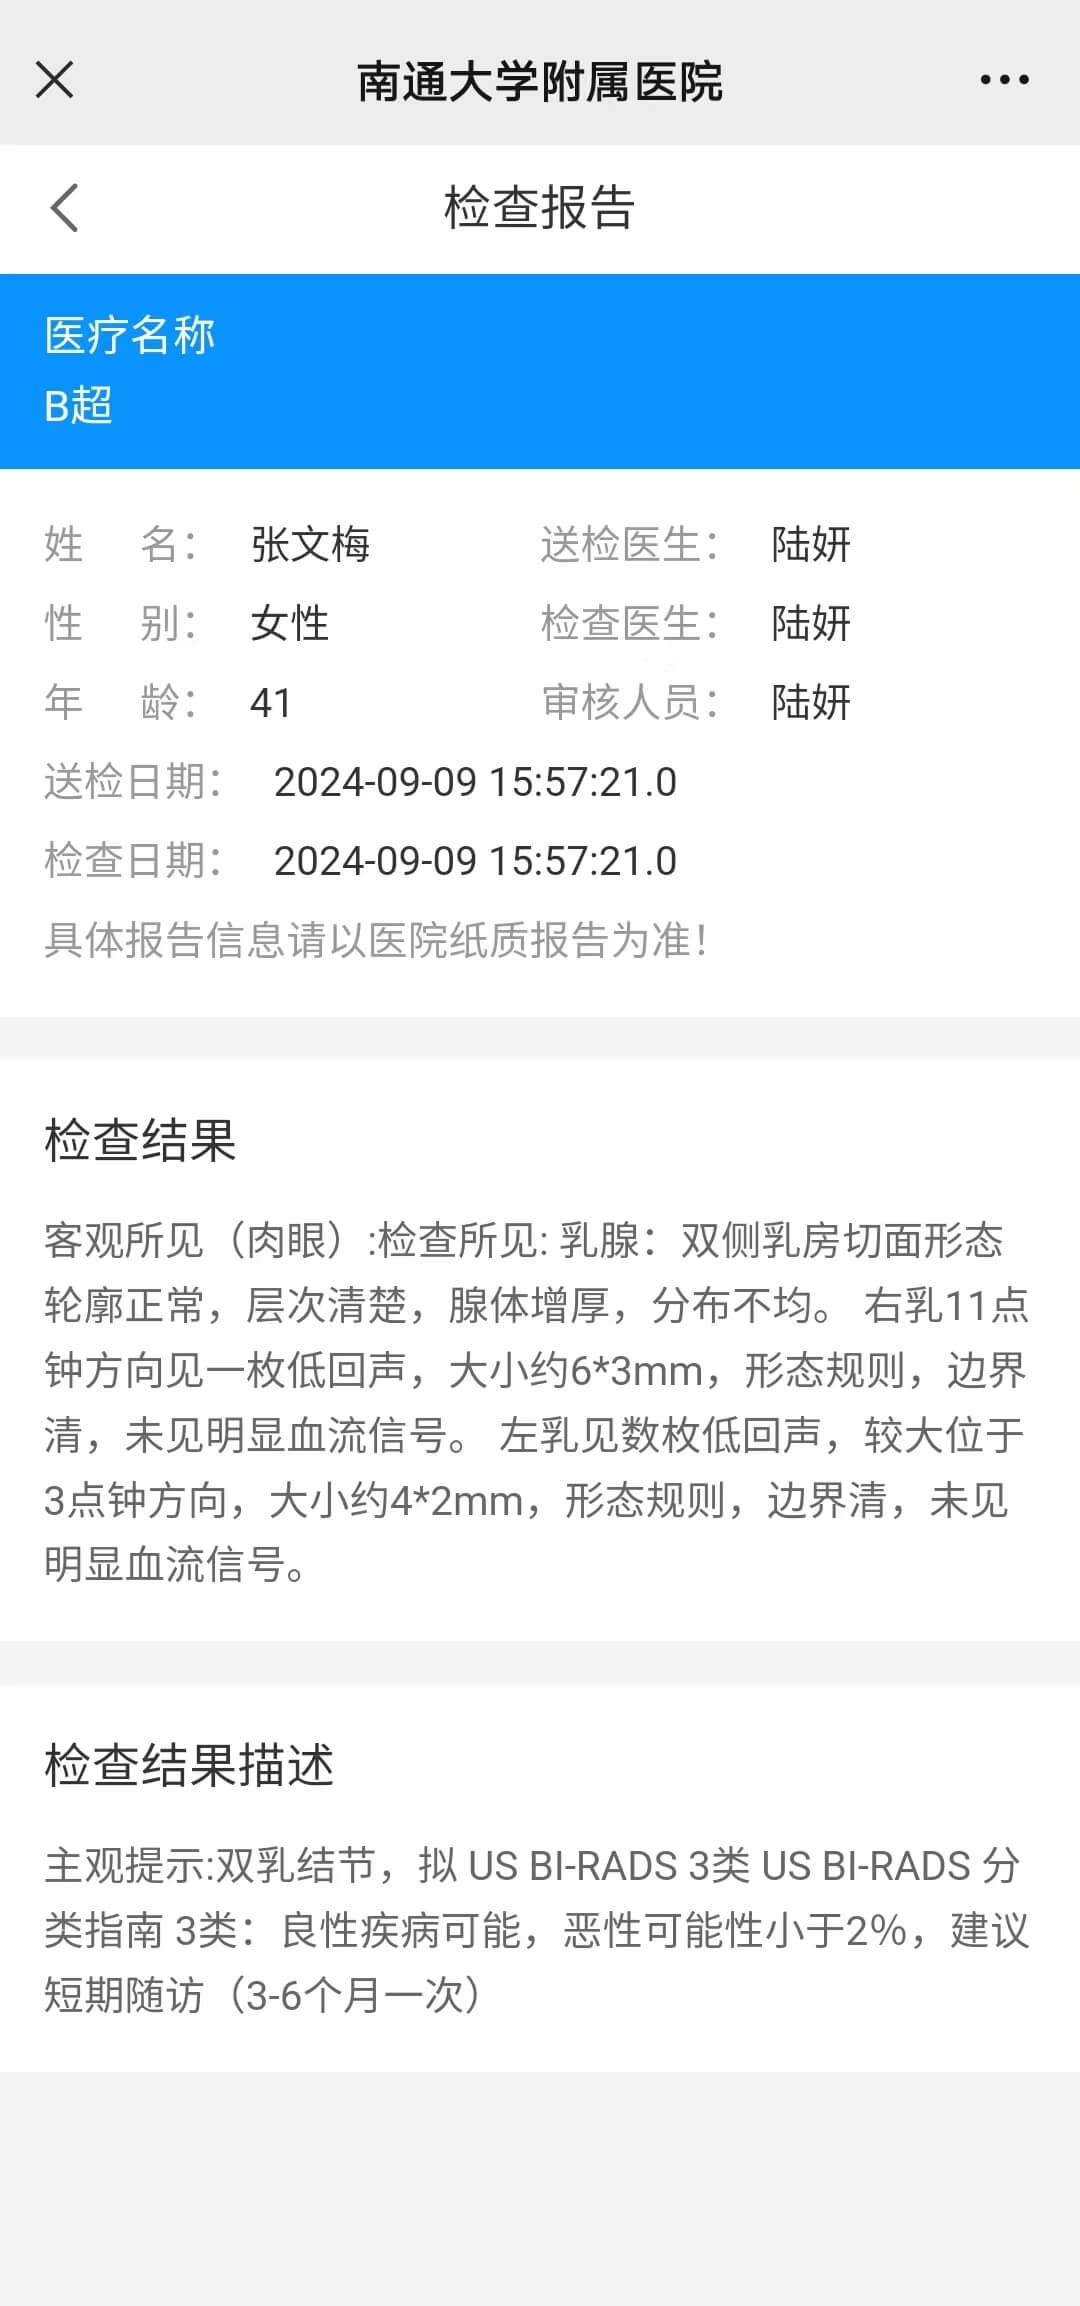 南通大学附属医院
检查报告
医疗名称
B超
姓 名： 张文梅 送检医生： 陆妍
性 别： 女性 检查医生： 陆妍
年 龄： 41 审核人员： 陆妍
送检日期： 2024-09-09 15:57:21.0
检查日期： 2024-09-09 15:57:21.0
具体报告信息请以医院纸质报告为准！
检查结果
客观所见（肉眼）:检查所见: 乳腺：双侧乳房切面形态
轮廓正常，层次清楚，腺体增厚，分布不均。 右乳11点
钟方向见一枚低回声，大小约6*3mm，形态规则，边界
清，未见明显血流信号。 左乳见数枚低回声，较大位于
3点钟方向，大小约4*2mm，形态规则，边界清，未见
明显血流信号。
检查结果描述
主观提示:双乳结节，拟 US BI-RADS 3类 US BI-RADS 分
类指南 3类：良性疾病可能，恶性可能性小于2%，建议
短期随访（3-6个月一次）